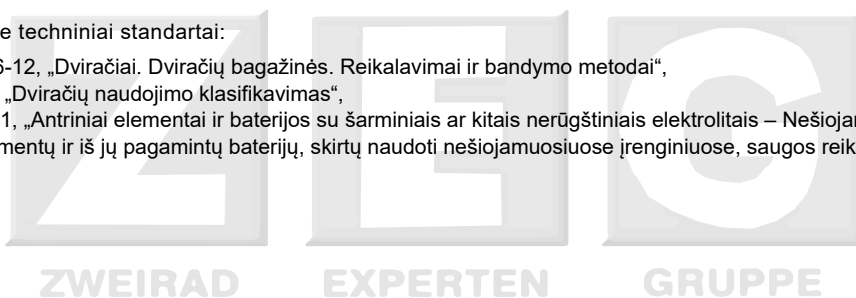 e techniniai standartai:
6-12, „Dviračiai. Dviračių bagažinės. Reikalavimai ir bandymo metodai“,
„Dviračių naudojimo klasifikavimas“,
1, „Antriniai elementai ir baterijos su šarminiais ar kitais nerūgštiniais elektrolitais – Nešiojam
mentų ir iš jų pagamintų baterijų, skirtų naudoti nešiojamuosiuose įrenginiuose, saugos reik
ZEG
ZWEIRAD EXPERTEN GRUPPE